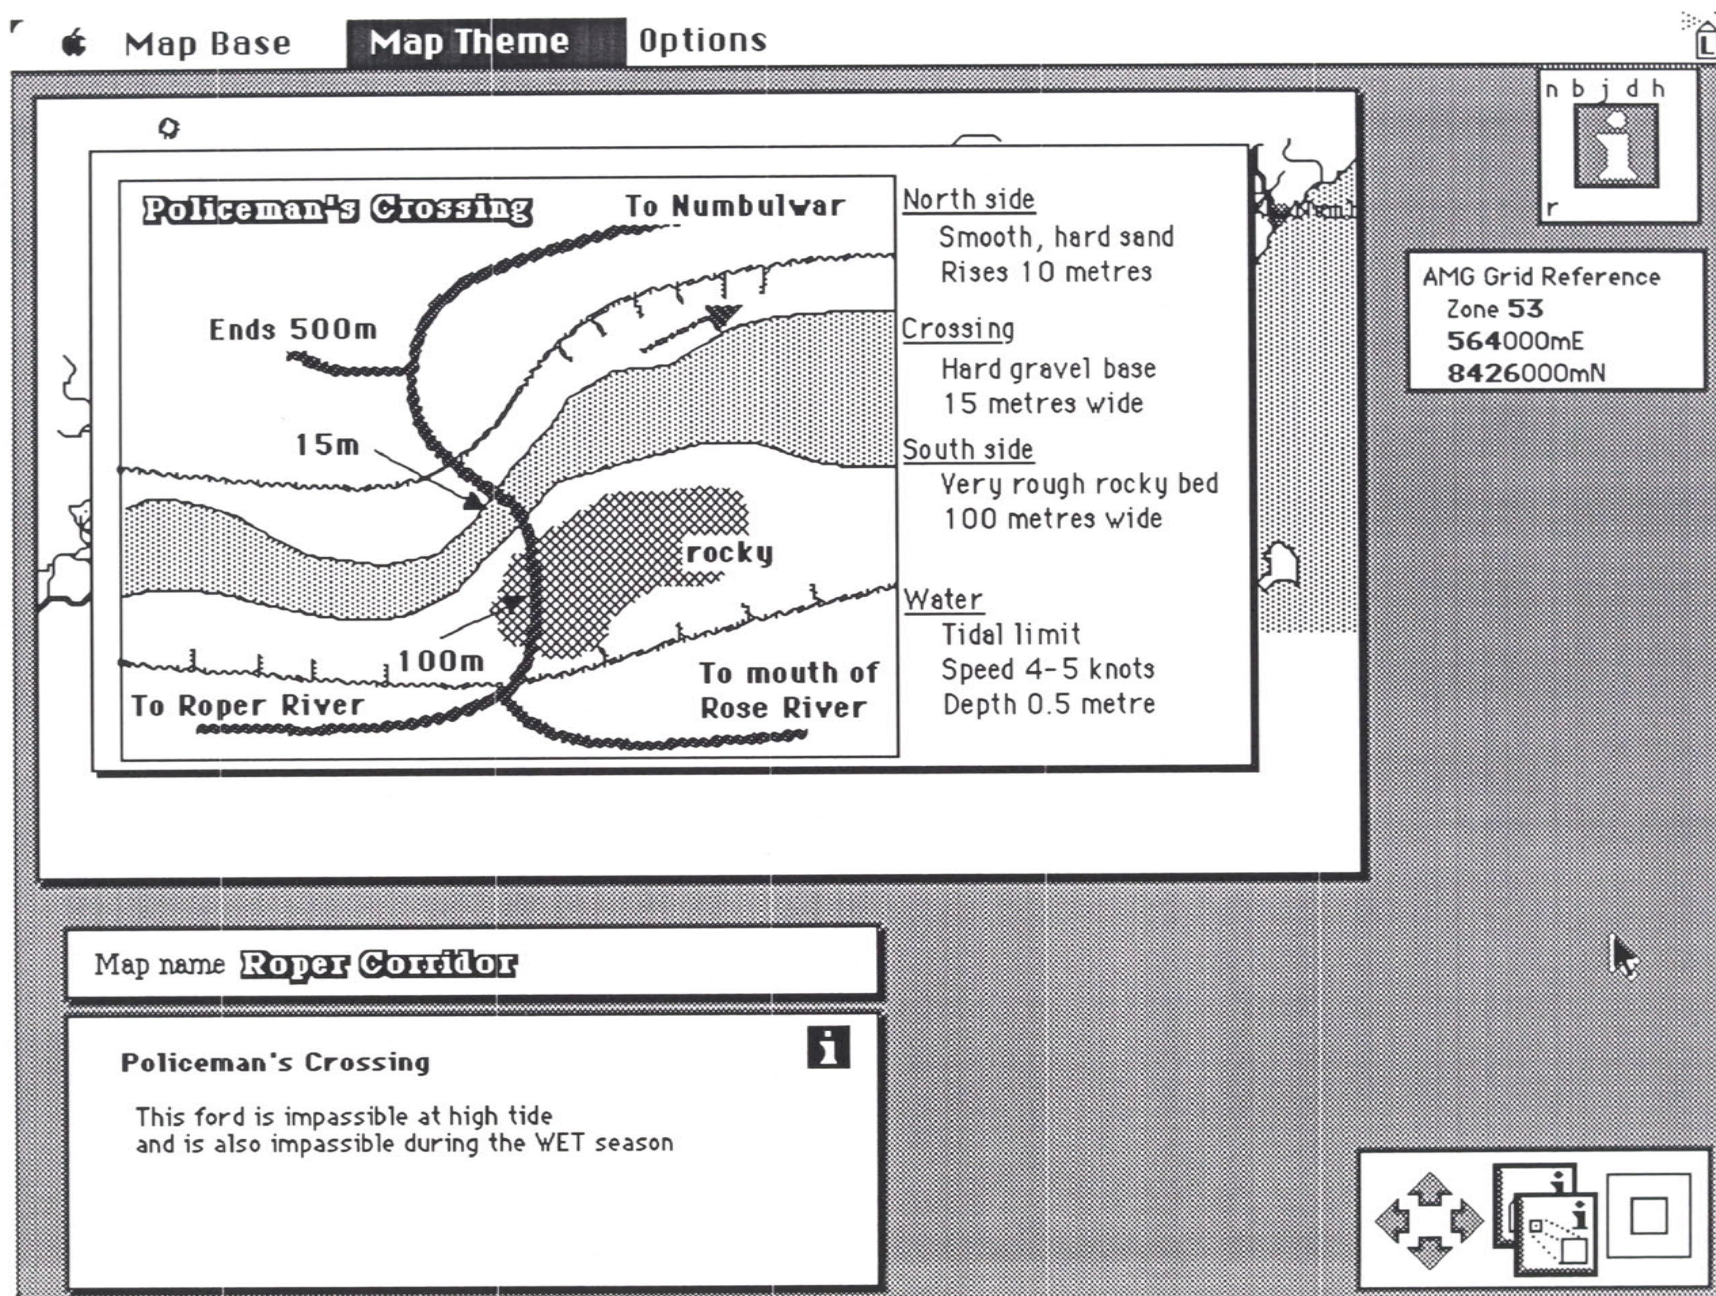 Map Base Map Theme Options
L
n b j d h
i
r
Policeman's Crossing
To Numbulwar
Ends 500m
15m
rocky
100m
To Roper River
To mouth of
Rose River
North side
Smooth, hard sand
Rises 10 metres
Crossing
Hard gravel base
15 metres wide
South side
Very rough rocky bed
100 metres wide
Water
Tidal limit
Speed 4-5 knots
Depth 0.5 metre
AMG Grid Reference
Zone 53
564000mE
8426000mN
Map name Roper Corridor
i
Policeman's Crossing
This ford is impassible at high tide
and is also impassible during the WET season
i
i